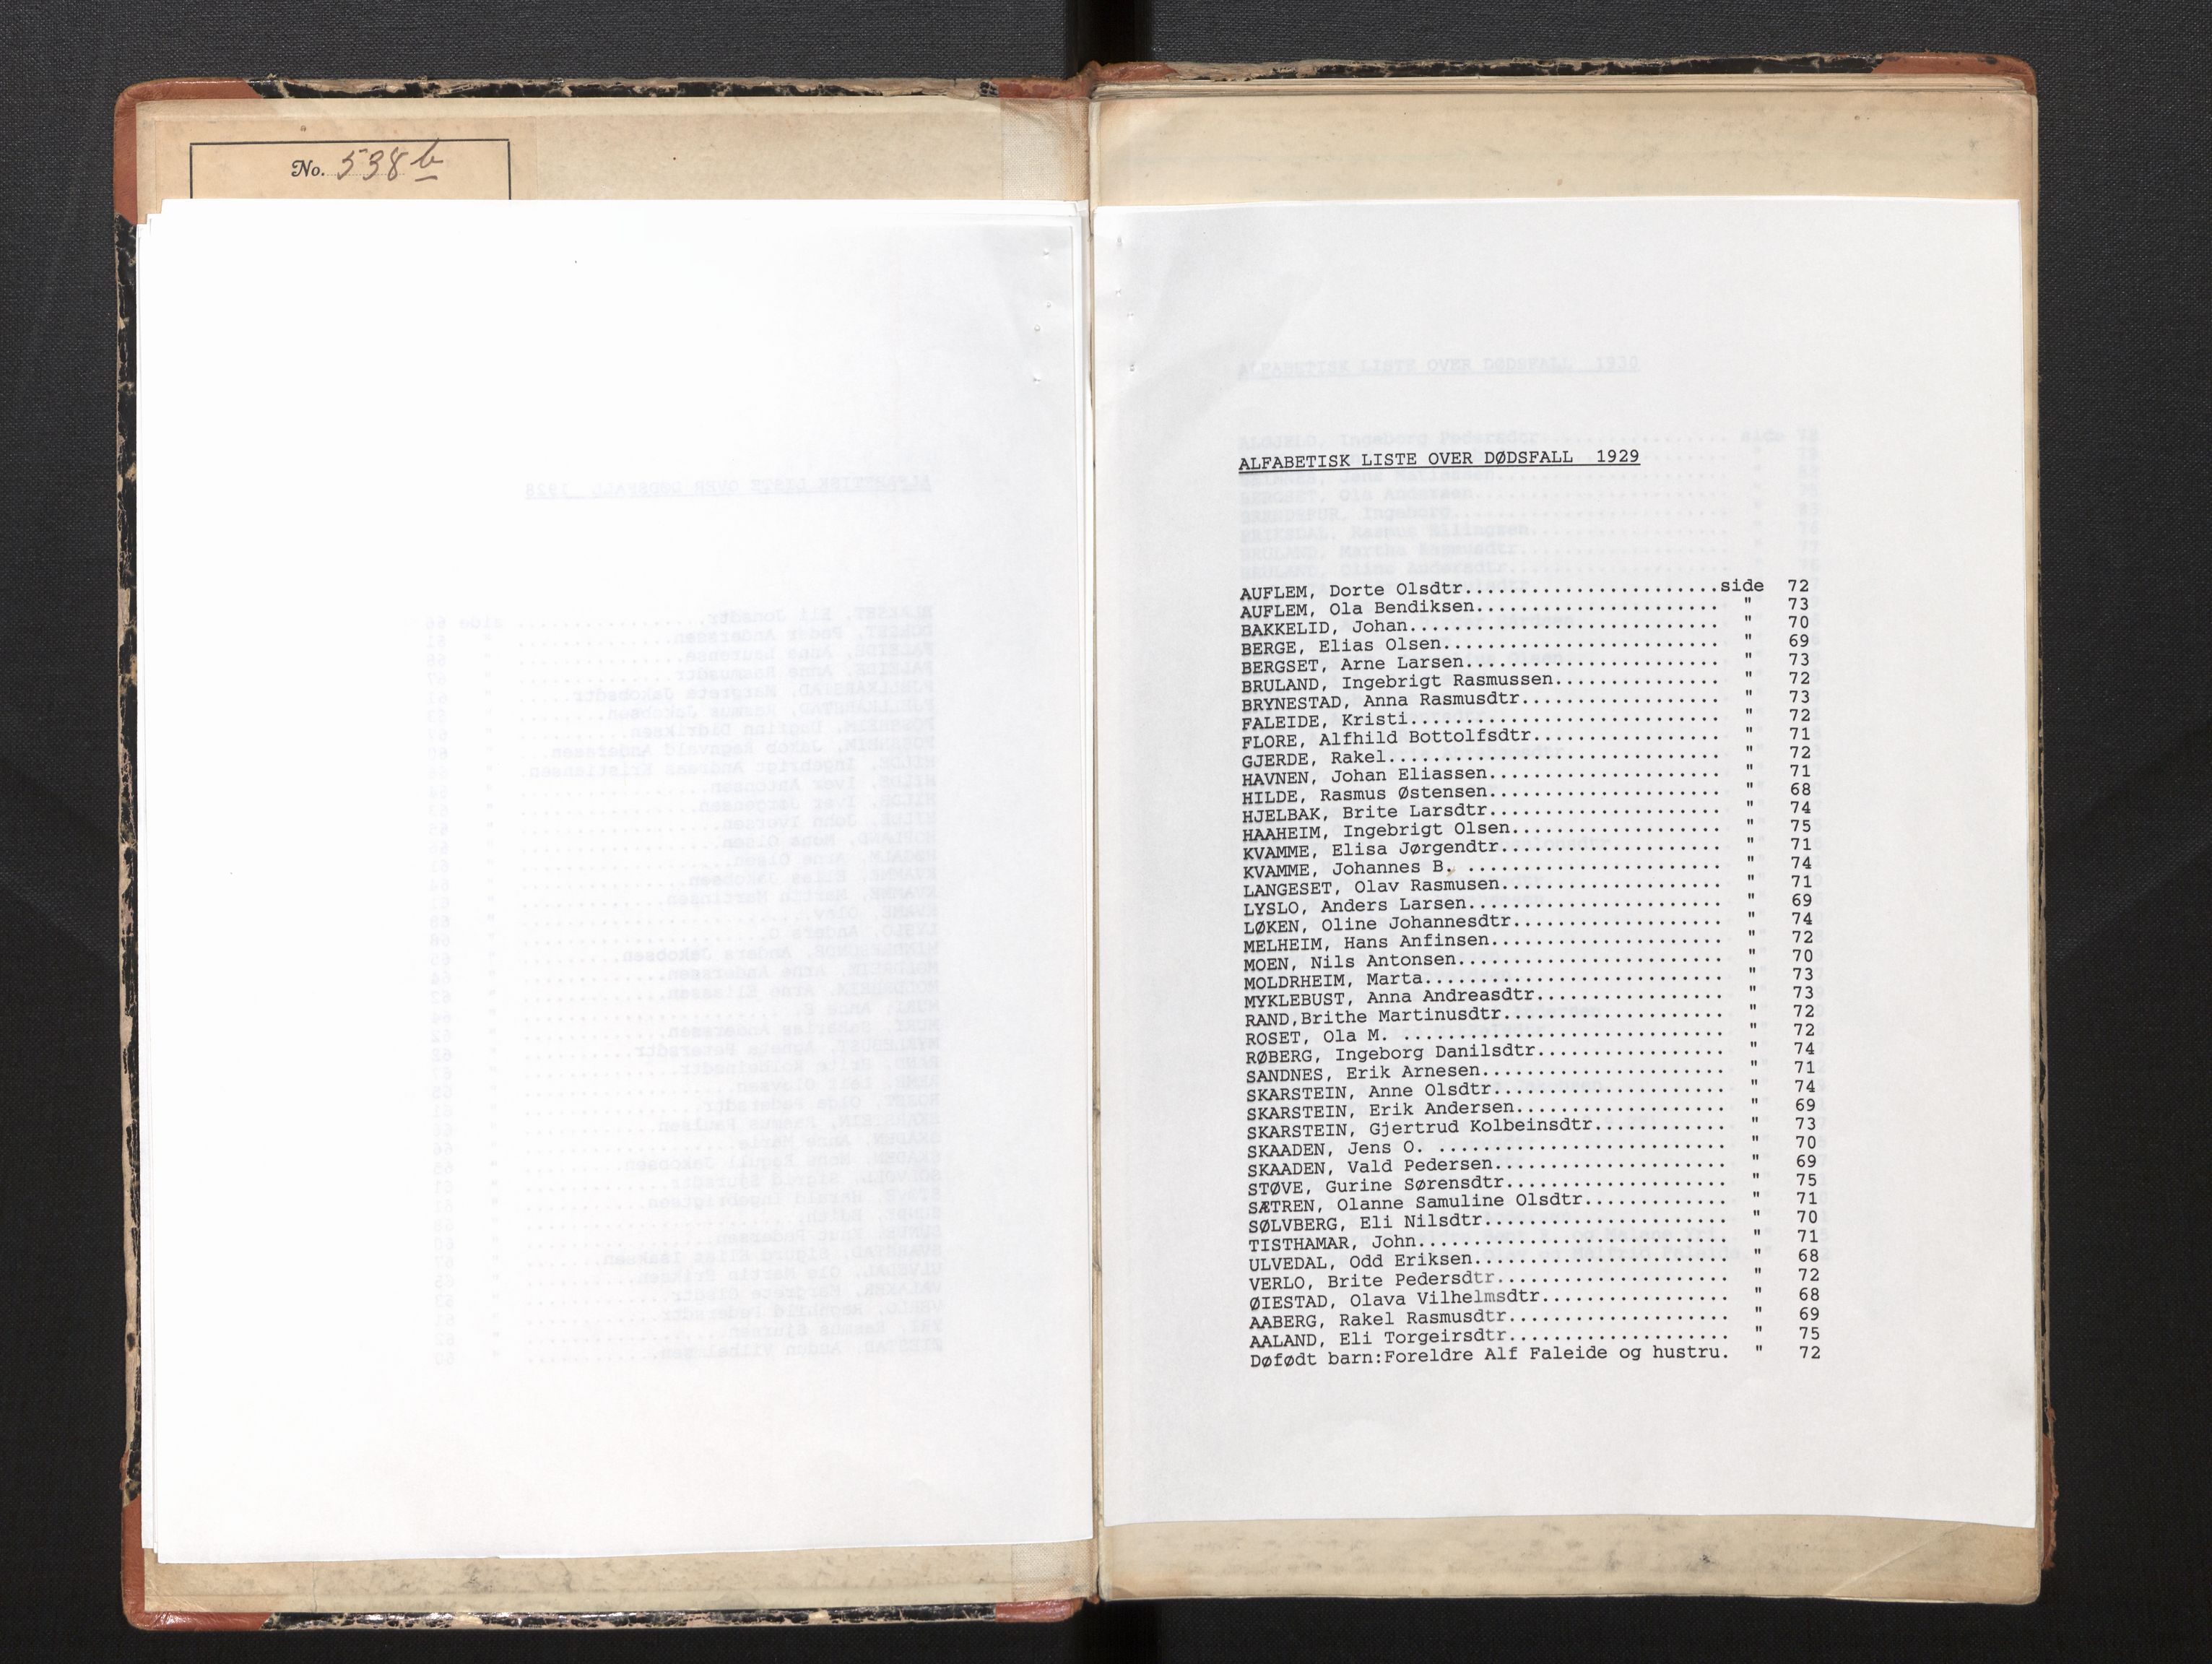 No. 538 b
ALFABETISK LISTE OVER DØDSFALL 1929
AUFLEM, Dorte Olsdtr.......................side 72
AUFLEM, Ola Bendiksen...................... " 73
BAKKELID, Johan............................ " 70
BERGE, Elias Olsen......................... " 69
BERGSET, Arne Larsen....................... " 73
BRULAND, Ingebrigt Rasmussen............... " 72
BRYNESTAD, Anna Rasmusdtr.................. " 73
FALEIDE, Kristi............................ " 72
FLORE, Alfhild Bottolfsdtr................. " 71
GJERDE, Rakel.............................. " 72
HAVNEN, Johan Eliassen..................... " 71
HILDE, Rasmus Østensen..................... " 68
HJELBAK, Brite Larsdtr..................... " 74
HAAHEIM, Ingebrigt Olsen................... " 75
KVAMME, Elisa Jørgendtr.................... " 71
KVAMME, Johannes B. ....................... " 74
LANGESET, Olav Rasmusen.................... " 71
LYSLO, Anders Larsen....................... " 69
LØKEN, Oline Johannesdtr................... " 74
MELHEIM, Hans Anfinsen..................... " 72
MOEN, Nils Antonsen........................ " 70
MOLDRHEIM, Marta........................... " 73
MYKLEBUST, Anna Andreasdtr................. " 73
RAND,Brithe Martinusdtr.................... " 72
ROSET, Ola M. ............................. " 72
RØBERG, Ingeborg Danilsdtr................. " 74
SANDNES, Erik Arnesen...................... " 71
SKARSTEIN, Anne Olsdtr..................... " 74
SKARSTEIN, Erik Andersen................... " 69
SKARSTEIN, Gjertrud Kolbeinsdtr............ " 73
SKAADEN, Jens O. .......................... " 70
SKAADEN, Vald Pedersen..................... " 69
STØVE, Gurine Sørensdtr.................... " 75
SÆTREN, Olanne Samuline Olsdtr............. " 71
SØLVBERG, Eli Nilsdtr...................... " 70
TISTHAMAR, John............................ " 71
ULVEDAL, Odd Eriksen....................... " 68
VERLO, Brite Pedersdtr..................... " 72
ØIESTAD, Olava Vilhelmsdtr................. " 68
AABERG, Rakel Rasmusdtr.................... " 69
AALAND, Eli Torgeirsdtr.................... " 75
Døfødt barn:Foreldre Alf Faleide og hustru. " 72